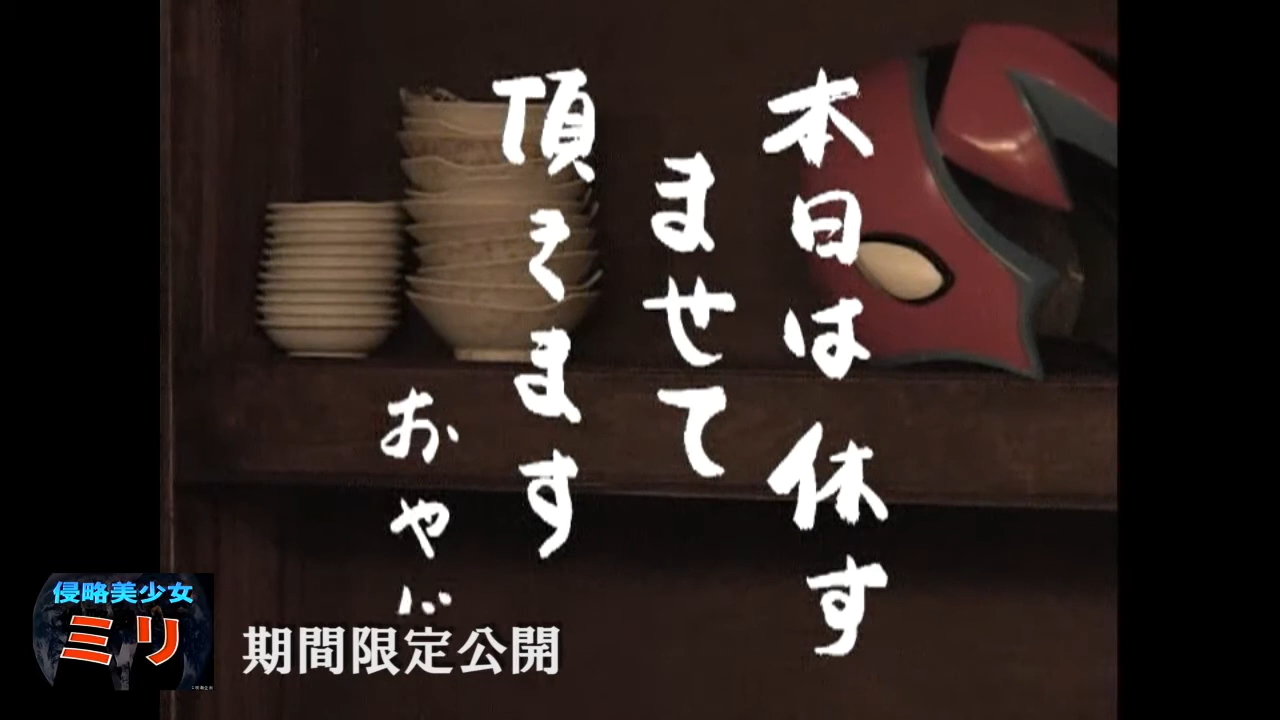 本日は休す
ませて
頂きます
おやじ
侵略美少女
ミリ
期間限定公開